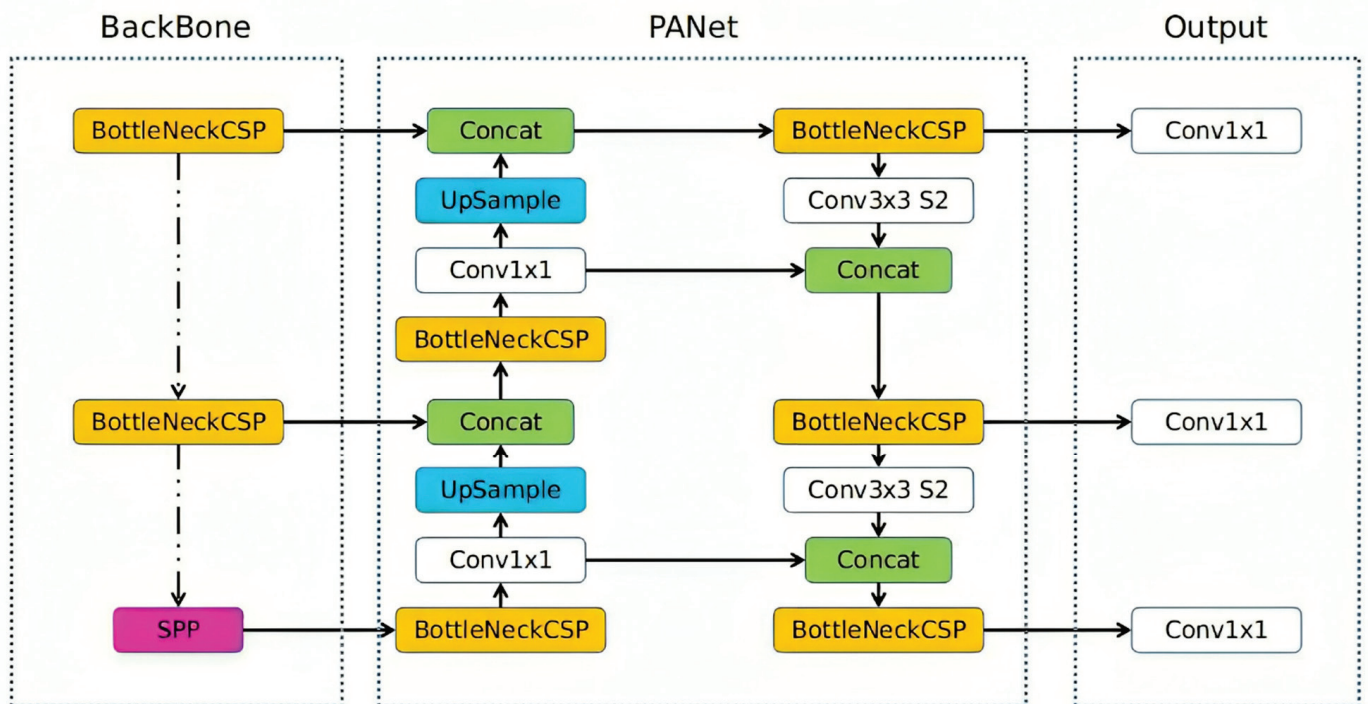 BackBone
PANet
Output
BottleNeckCSP
Concat
BottleNeckCSP
Conv1x1
UpSample
Conv3x3 S2
Conv1x1
Concat
BottleNeckCSP
BottleNeckCSP
Concat
BottleNeckCSP
Conv1x1
UpSample
Conv3x3 S2
Conv1x1
Concat
SPP
BottleNeckCSP
BottleNeckCSP
Conv1x1